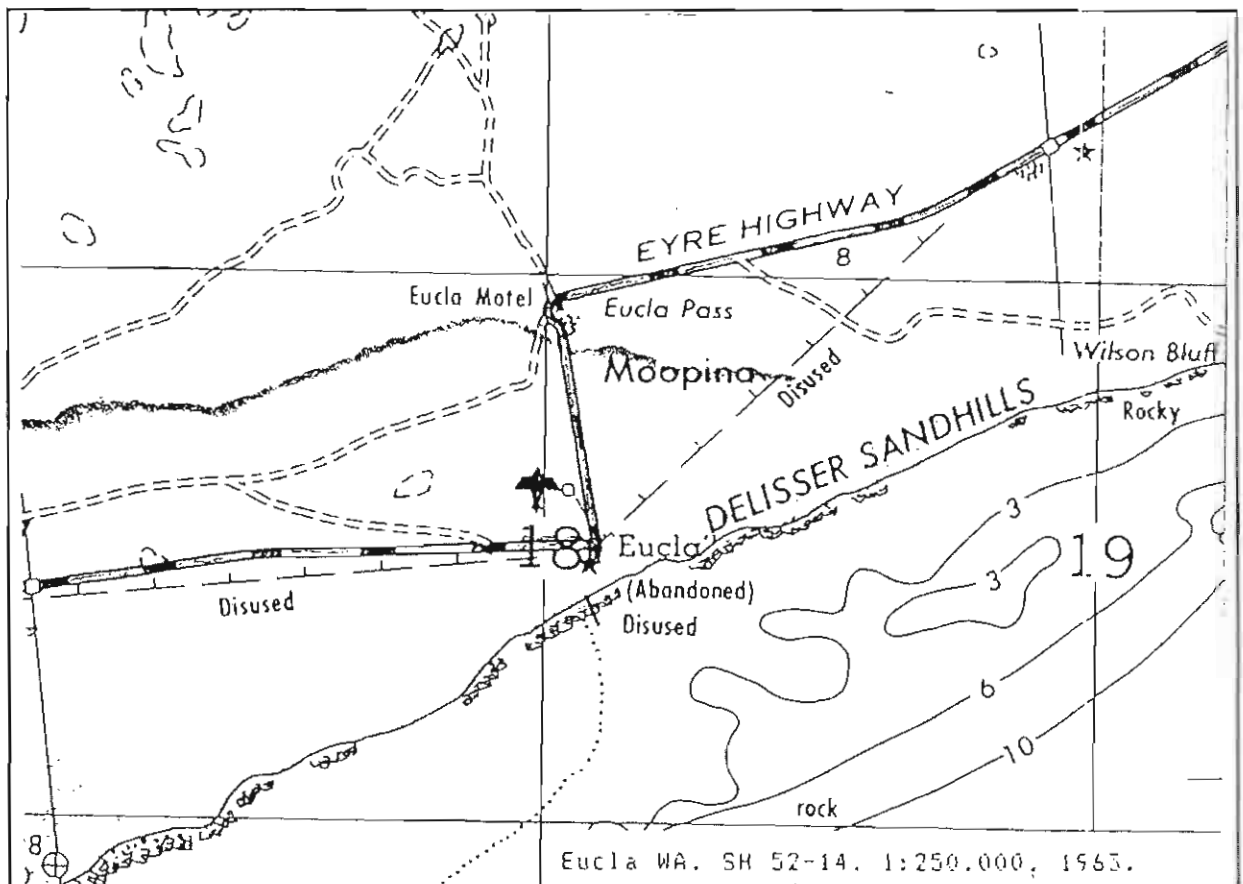 EYRE HIGHWAY
8
Eucla Motel
Eucla Pass
Wilson Bluff
Moopina
Disused
Rocky
DELISSER SANDHILLS
3
18
Eucla
3
19
Disused
(Abandoned)
Disused
6
10
rock
8
Eucla WA. SH 52-14. 1:250.000, 1963.